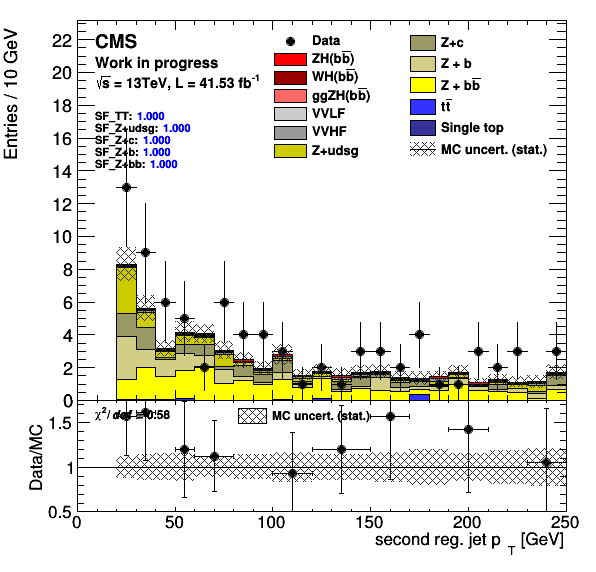 Entries / 10 GeV
22
20
18
16
14
12
10
8
6
4
2
0
CMS
Work in progress
√s = 13TeV, L = 41.53 fb⁻¹
SF_TT: 1.000
SF_Z+udsg: 1.000
SF_Z+c: 1.000
SF_Z+b: 1.000
SF_Z+bb: 1.000
Data
ZH(bb̅)
WH(bb̅)
ggZH(bb̅)
VVLF
VVHF
Z+udsg
Z+c
Z + b
Z + bb̅
tt̅
Single top
MC uncert. (stat.)
Data/MC
1.5
1
0.5
χ²/ dof = 0.58
MC uncert. (stat.)
0 50 100 150 200 250
second reg. jet p_T [GeV]